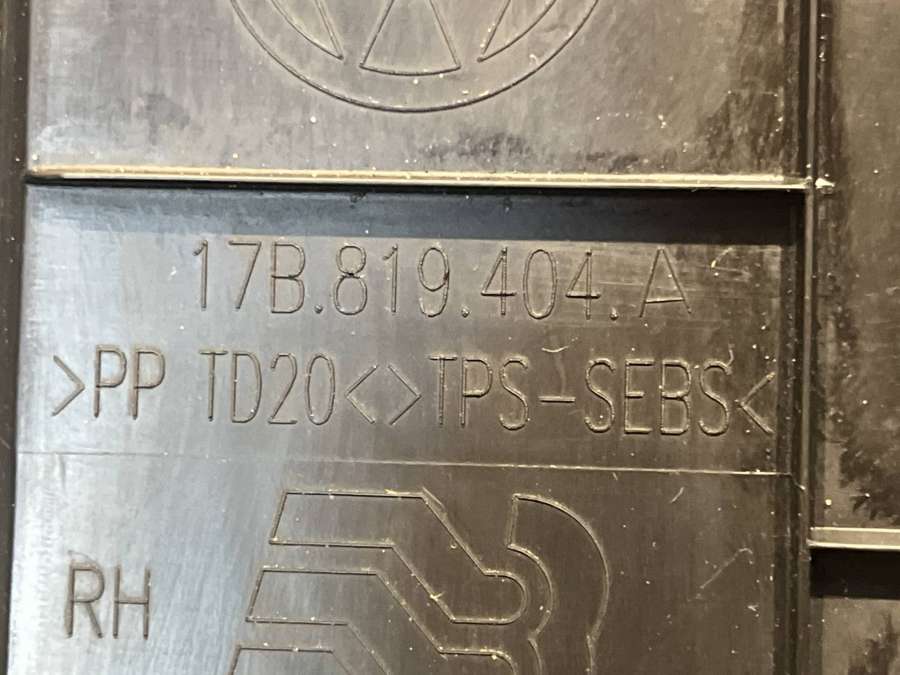 17B.819.404.A
>PP TD20<>TPS-SEBS<
RH